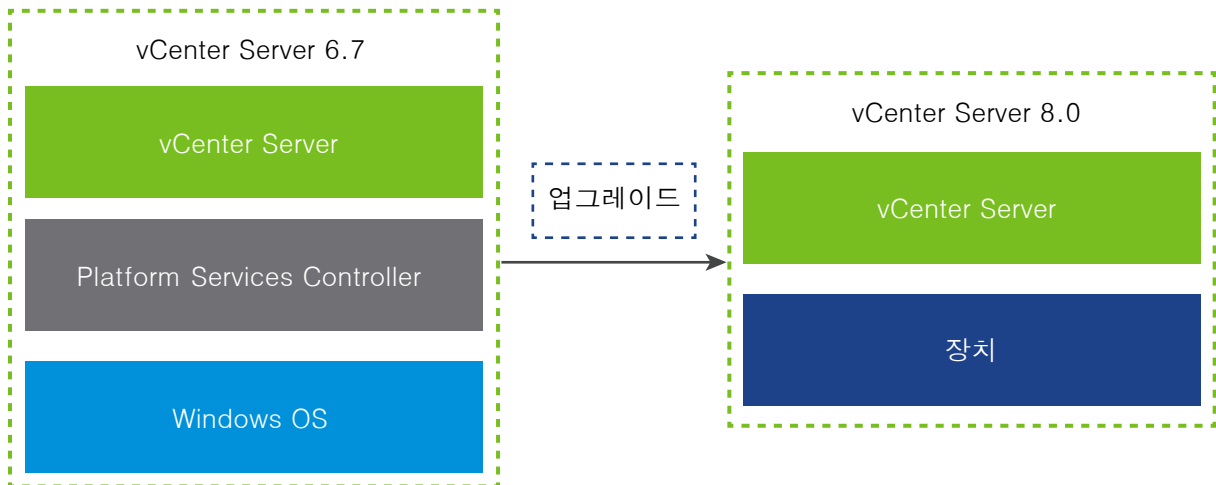 vCenter Server 6.7
vCenter Server
Platform Services Controller
Windows OS
업그레이드
vCenter Server 8.0
vCenter Server
장치